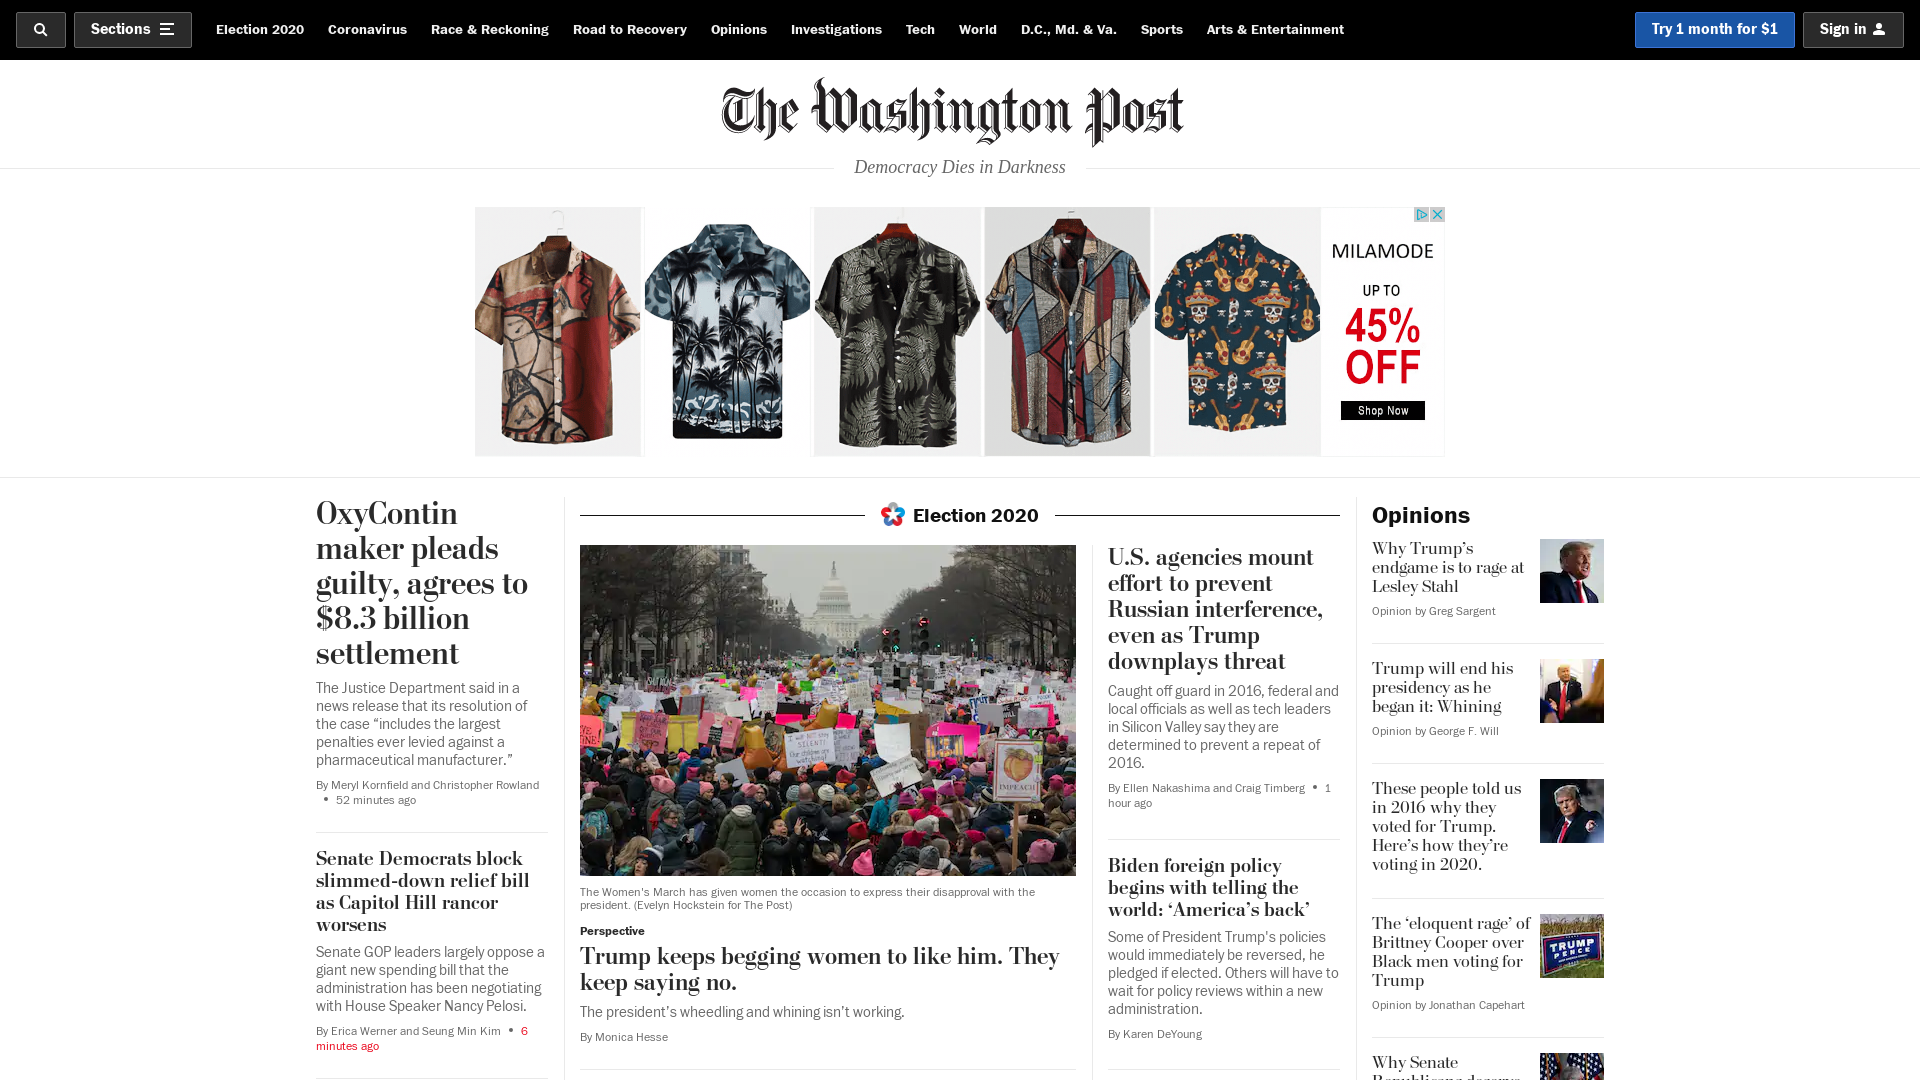 Sections
Election 2020
Coronavirus
Race & Reckoning
Road to Recovery
Opinions
Investigations
Tech
World
D.C., Md. & Va.
Sports
Arts & Entertainment
Try 1 month for $1
Sign in
The Washington Post
Democracy Dies in Darkness
MILAMODE
UP TO
45%
OFF
Shop Now
OxyContin
maker pleads
guilty, agrees to
$8.3 billion
settlement
The Justice Department said in a
news release that its resolution of
the case “includes the largest
penalties ever levied against a
pharmaceutical manufacturer.”
By Meryl Kornfield and Christopher Rowland
• 52 minutes ago
Senate Democrats block
slimmed-down relief bill
as Capitol Hill rancor
worsens
Senate GOP leaders largely oppose a
giant new spending bill that the
administration has been negotiating
with House Speaker Nancy Pelosi.
By Erica Werner and Seung Min Kim • 6
minutes ago
Election 2020
I WILL NOT BE
SILENT!
Our children are
watching!
IMPEACH
The Women's March has given women the occasion to express their disapproval with the
president. (Evelyn Hockstein for The Post)
Perspective
Trump keeps begging women to like him. They
keep saying no.
The president's wheedling and whining isn't working.
By Monica Hesse
U.S. agencies mount
effort to prevent
Russian interference,
even as Trump
downplays threat
Caught off guard in 2016, federal and
local officials as well as tech leaders
in Silicon Valley say they are
determined to prevent a repeat of
2016.
By Ellen Nakashima and Craig Timberg • 1
hour ago
Biden foreign policy
begins with telling the
world: ‘America’s back’
Some of President Trump's policies
would immediately be reversed, he
pledged if elected. Others will have to
wait for policy reviews within a new
administration.
By Karen DeYoung
Opinions
Why Trump’s
endgame is to rage at
Lesley Stahl
Opinion by Greg Sargent
Trump will end his
presidency as he
began it: Whining
Opinion by George F. Will
These people told us
in 2016 why they
voted for Trump.
Here’s how they’re
voting in 2020.
The ‘eloquent rage’ of
Brittney Cooper over
Black men voting for
Trump
TRUMP
PENCE
Opinion by Jonathan Capehart
Why Senate
Republicans deserve